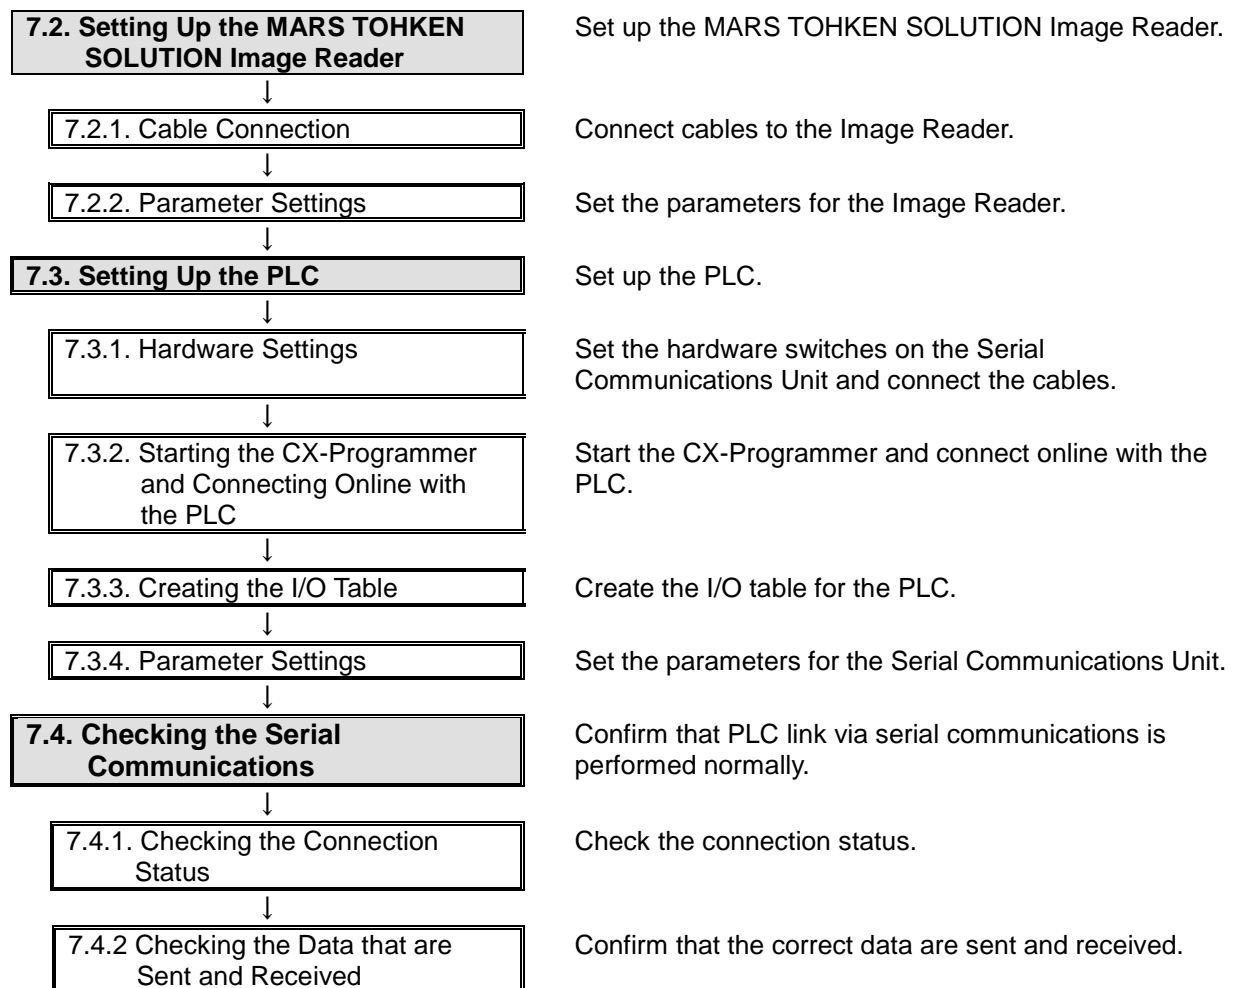 7.2. Setting Up the MARS TOHKEN
SOLUTION Image Reader
Set up the MARS TOHKEN SOLUTION Image Reader.
↓
7.2.1. Cable Connection
Connect cables to the Image Reader.
↓
7.2.2. Parameter Settings
Set the parameters for the Image Reader.
↓
7.3. Setting Up the PLC
Set up the PLC.
↓
7.3.1. Hardware Settings
Set the hardware switches on the Serial
Communications Unit and connect the cables.
↓
7.3.2. Starting the CX-Programmer
and Connecting Online with
the PLC
Start the CX-Programmer and connect online with the
PLC.
↓
7.3.3. Creating the I/O Table
Create the I/O table for the PLC.
↓
7.3.4. Parameter Settings
Set the parameters for the Serial Communications Unit.
↓
7.4. Checking the Serial
Communications
Confirm that PLC link via serial communications is
performed normally.
↓
7.4.1. Checking the Connection
Status
Check the connection status.
↓
7.4.2 Checking the Data that are
Sent and Received
Confirm that the correct data are sent and received.